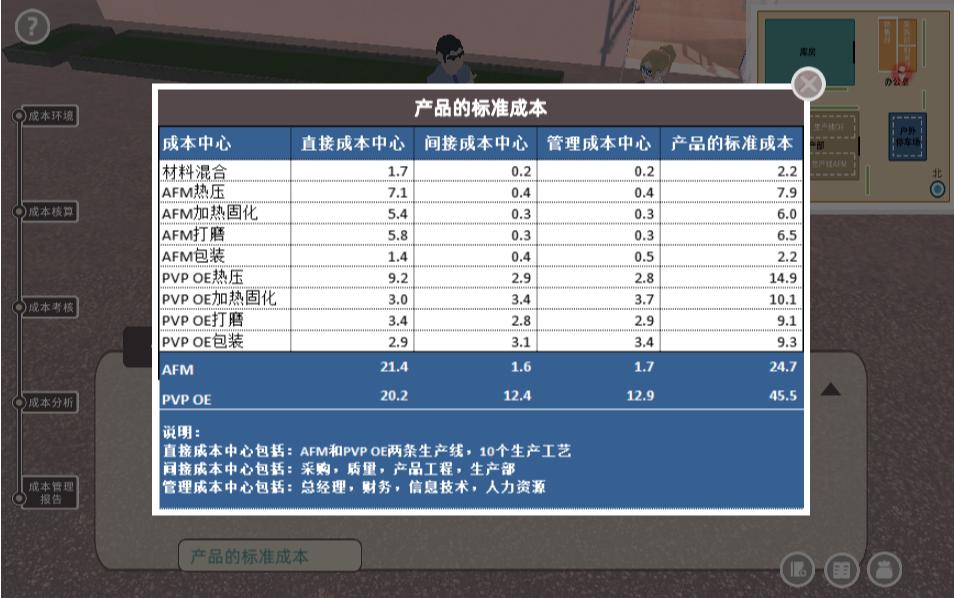 ?
库房
办公室
户外
停车场
北
生产线OE
生产线AFM
成本环境
成本核算
成本考核
成本分析
成本管理
报告
产品的标准成本
成本中心 直接成本中心 间接成本中心 管理成本中心 产品的标准成本
材料混合 1.7 0.2 0.2 2.2
AFM热压 7.1 0.4 0.4 7.9
AFM加热固化 5.4 0.3 0.3 6.0
AFM打磨 5.8 0.3 0.3 6.5
AFM包装 1.4 0.4 0.5 2.2
PVP OE热压 9.2 2.9 2.8 14.9
PVP OE加热固化 3.0 3.4 3.7 10.1
PVP OE打磨 3.4 2.8 2.9 9.1
PVP OE包装 2.9 3.1 3.4 9.3
AFM 21.4 1.6 1.7 24.7
PVP OE 20.2 12.4 12.9 45.5
说明：
直接成本中心包括：AFM和PVP OE两条生产线，10个生产工艺
间接成本中心包括：采购，质量，产品工程，生产部
管理成本中心包括：总经理，财务，信息技术，人力资源
产品的标准成本